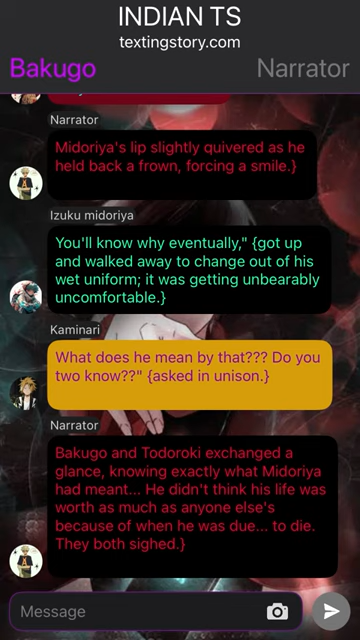 INDIAN TS
textingstory.com
Bakugo Narrator
Narrator
Midoriya's lip slightly quivered as he
held back a frown, forcing a smile.}
Izuku midoriya
You'll know why eventually," {got up
and walked away to change out of his
wet uniform; it was getting unbearably
uncomfortable.}
Kaminari
What does he mean by that??? Do you
two know??" {asked in unison.}
Narrator
Bakugo and Todoroki exchanged a
glance, knowing exactly what Midoriya
had meant... He didn't think his life was
worth as much as anyone else's
because of when he was due... to die.
They both sighed.}
Message